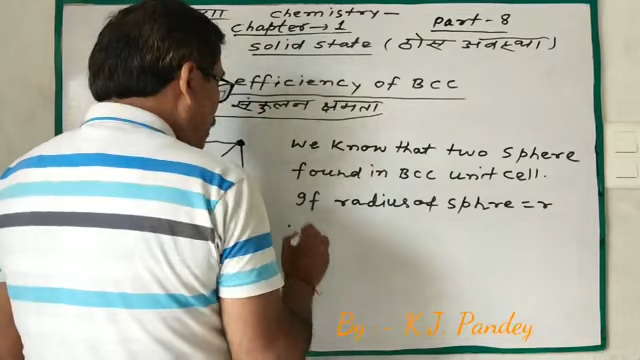 chemistry- Part-8
Chapter→1
solid state (ठोस अवस्था)
efficiency of BCC
संकुलन क्षमता
We know that two sphere
found in BCC unit cell.
If radius of sphre = r
By :- K.J. Pandey